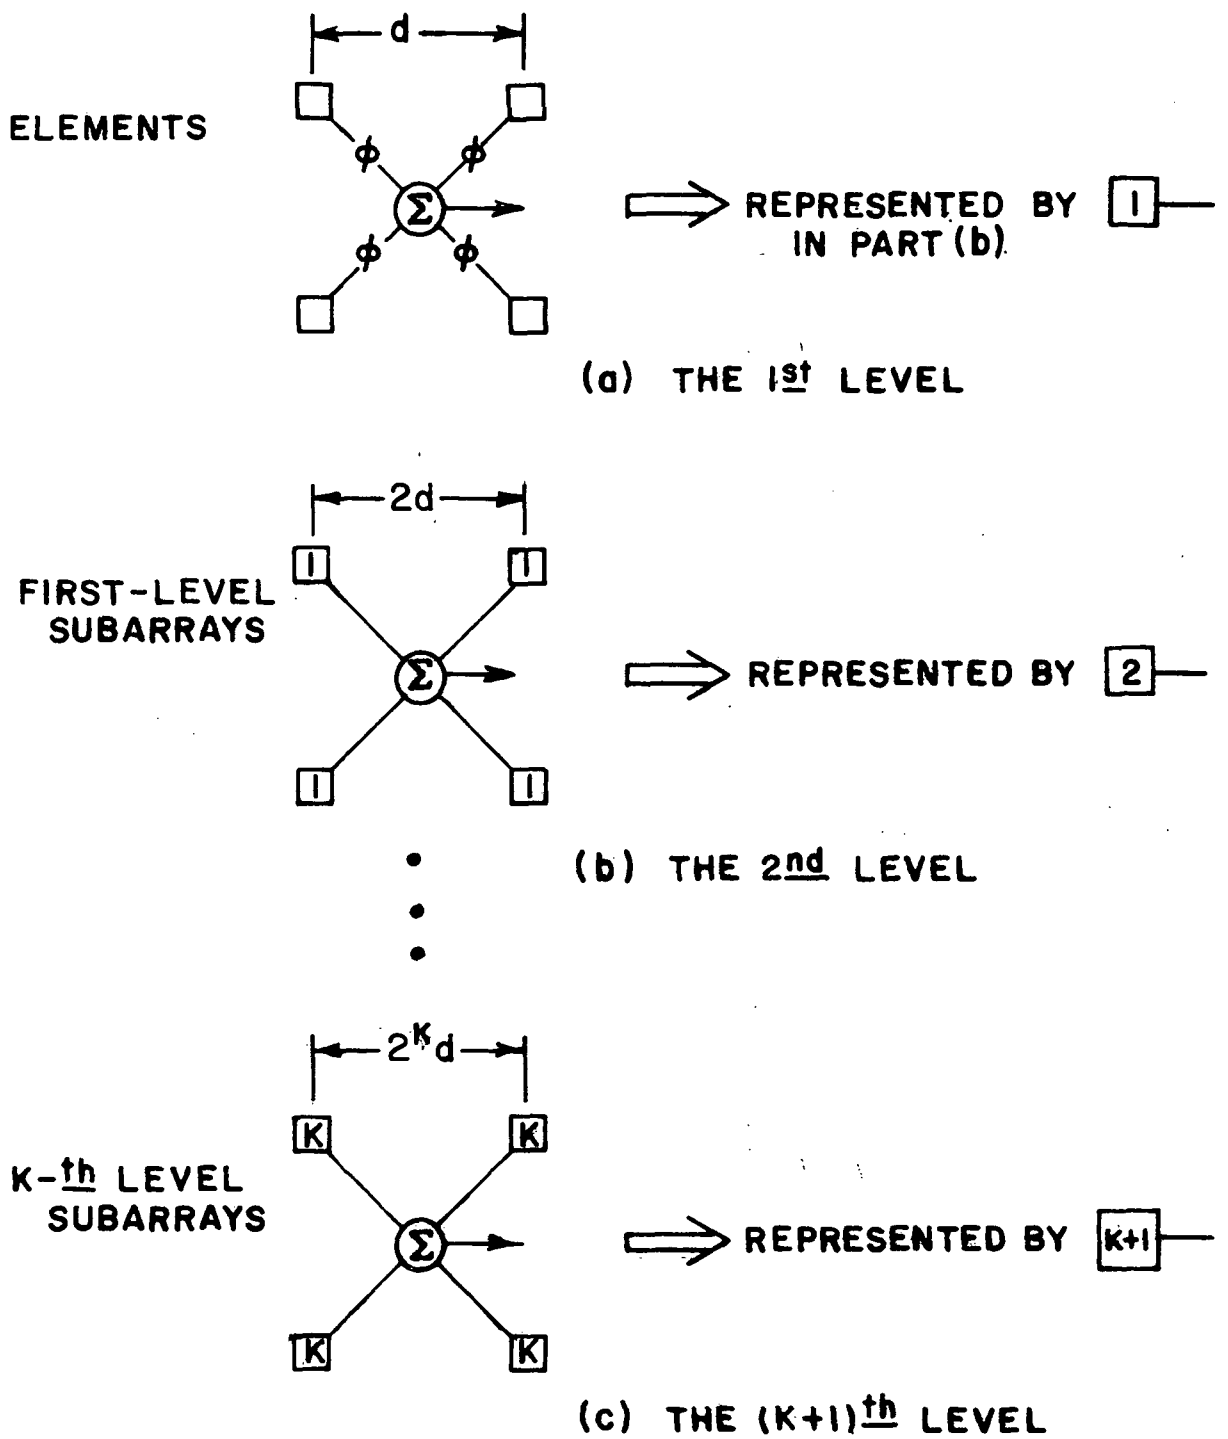 d
ELEMENTS
ϕ ϕ
Σ
REPRESENTED BY 1
IN PART (b)
ϕ ϕ
(a) THE 1st LEVEL
2d
1 1
FIRST-LEVEL
SUBARRAYS
Σ
REPRESENTED BY 2
1 1
(b) THE 2nd LEVEL
2ᴷd
K K
K-th LEVEL
SUBARRAYS
Σ
REPRESENTED BY K+1
K K
(c) THE (K+1)th LEVEL